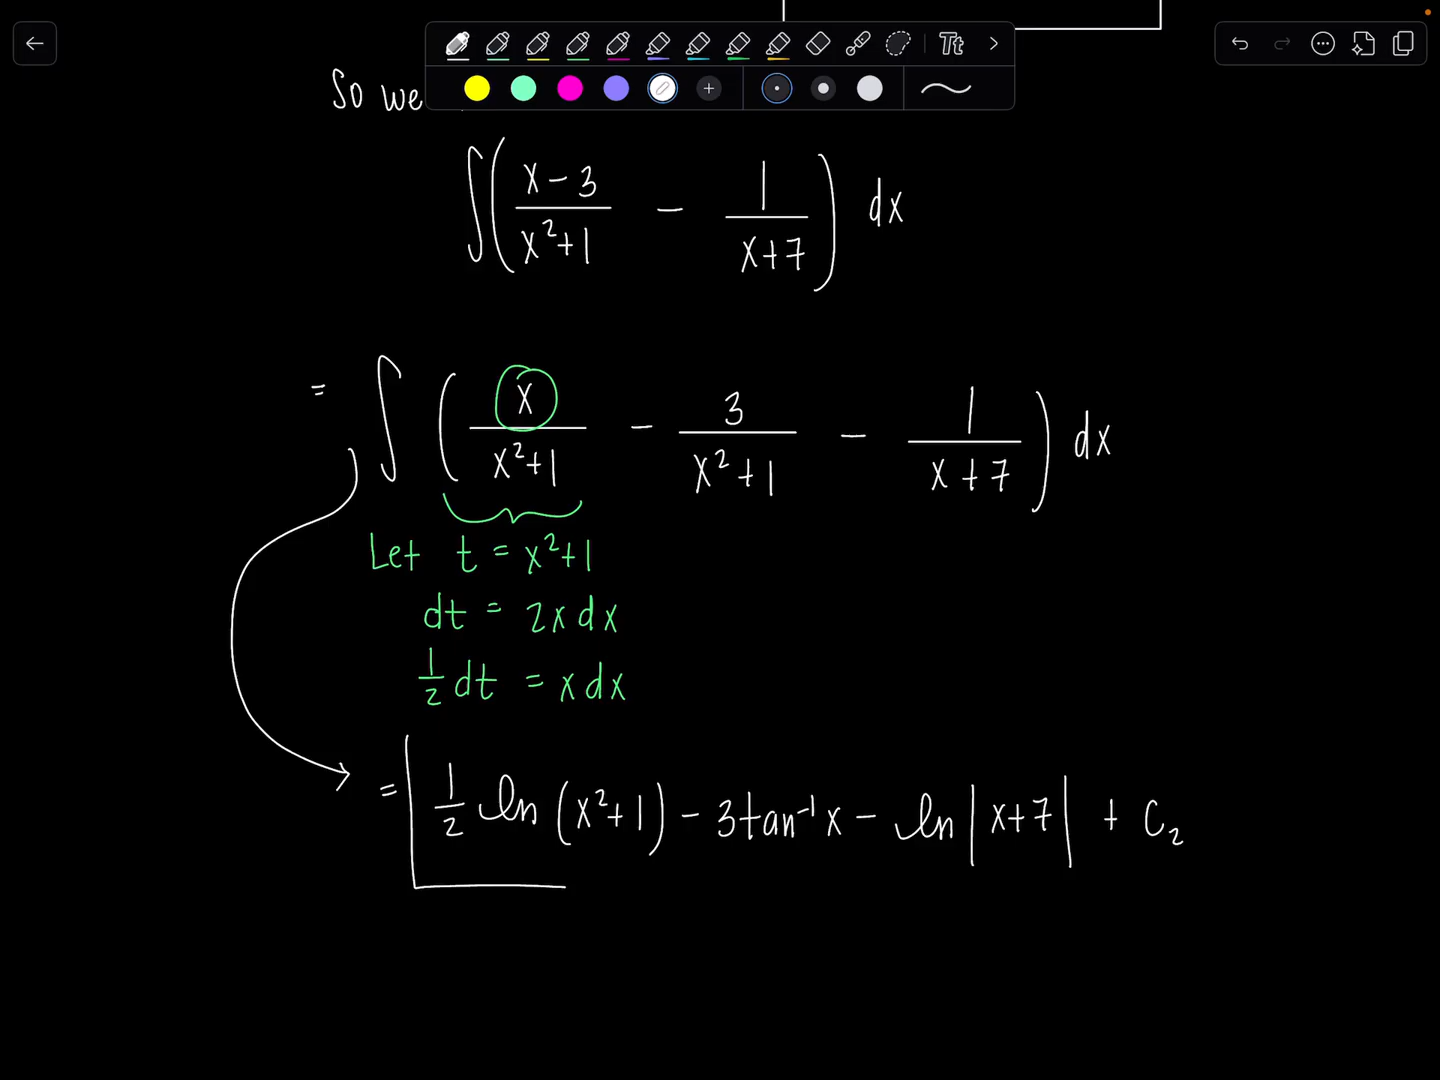 Tt
So we
∫ ( (x-3)/(x²+1) - 1/(x+7) ) dx
= ∫ ( x/(x²+1) - 3/(x²+1) - 1/(x+7) ) dx
Let t = x²+1
dt = 2x dx
1/2 dt = x dx
= 1/2 ln (x²+1) - 3tan⁻¹x - ln |x+7| + C₂